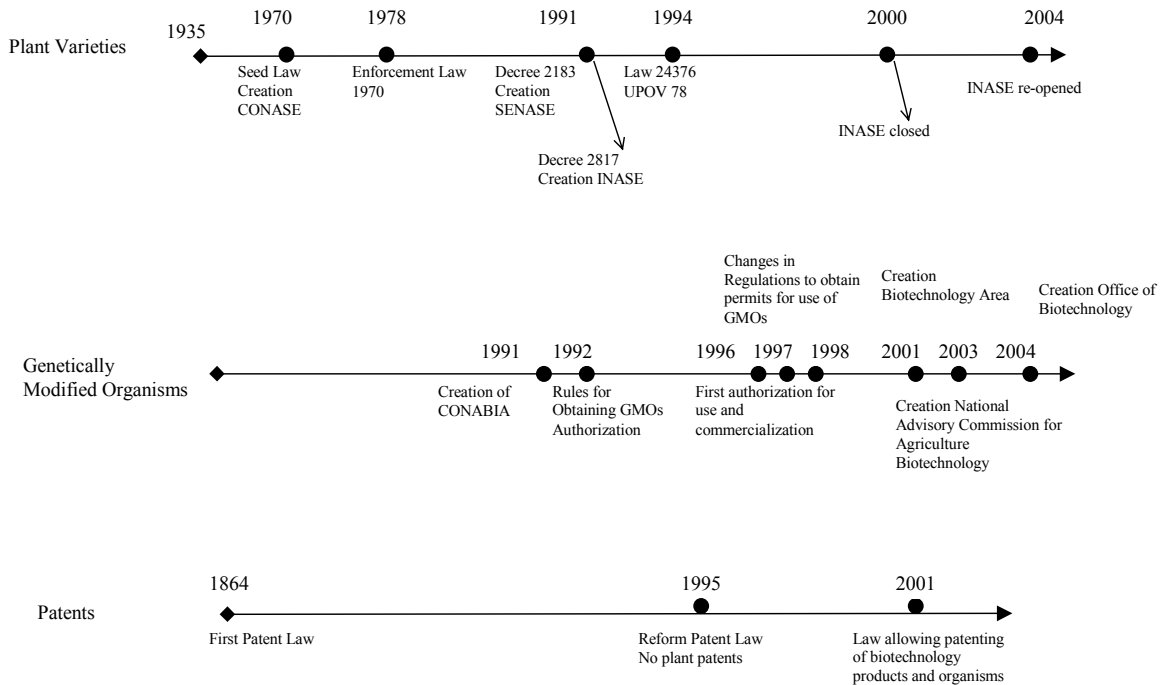 1935
1970
1978
1991
1994
2000
2004
Plant Varieties
Seed Law
Creation
CONASE
Enforcement Law
1970
Decree 2183
Creation
SENASE
Law 24376
UPOV 78
INASE re-opened
INASE closed
Decree 2817
Creation INASE
Changes in
Regulations to obtain
permits for use of
GMOs
Creation
Biotechnology Area
Creation Office of
Biotechnology
Genetically
Modified Organisms
1991
1992
1996
1997
1998
2001
2003
2004
Creation of
CONABIA
Rules for
Obtaining GMOs
Authorization
First authorization for
use and
commercialization
Creation National
Advisory Commission for
Agriculture
Biotechnology
Patents
1864
1995
2001
First Patent Law
Reform Patent Law
No plant patents
Law allowing patenting
of biotechnology
products and organisms